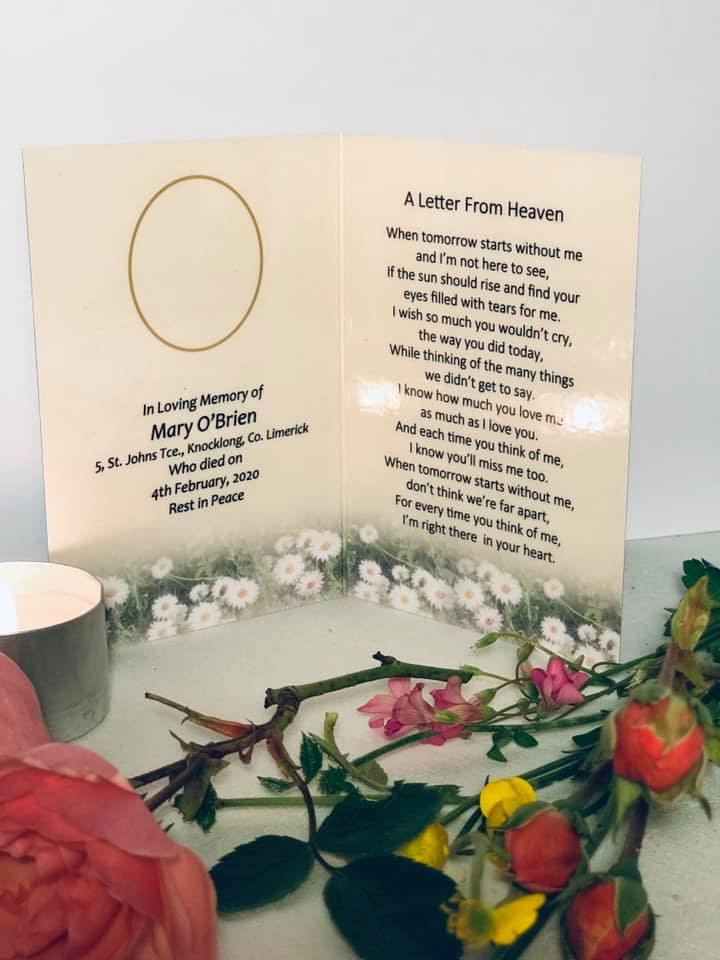 In Loving Memory of
Mary O'Brien
5, St. Johns Tce., Knocklong, Co. Limerick
Who died on
4th February, 2020
Rest in Peace
A Letter From Heaven
When tomorrow starts without me
and I'm not here to see,
If the sun should rise and find your
eyes filled with tears for me.
I wish so much you wouldn't cry,
the way you did today,
While thinking of the many things
we didn't get to say.
I know how much you love me
as much as I love you.
And each time you think of me,
I know you'll miss me too.
When tomorrow starts without me,
don't think we're far apart,
For every time you think of me,
I'm right there in your heart.